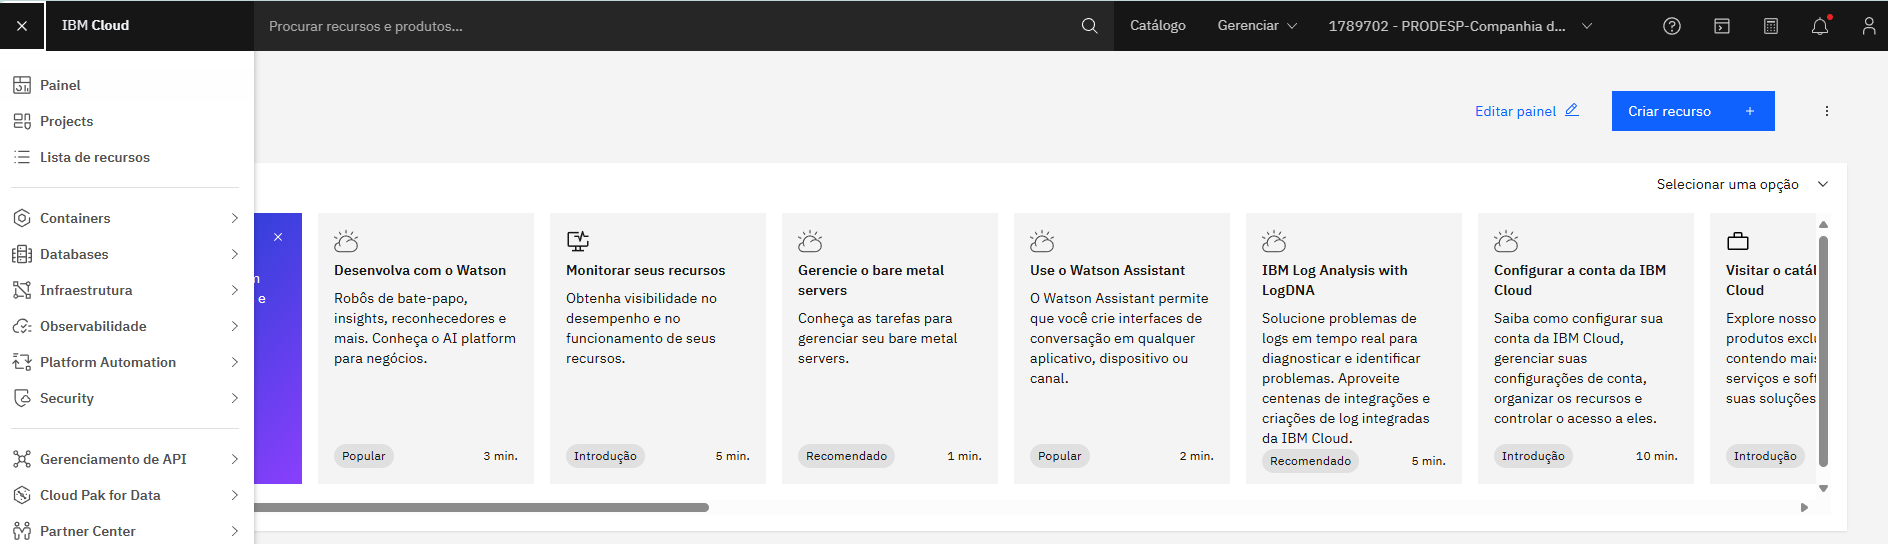 IBM Cloud
Procurar recursos e produtos...
Catálogo
Gerenciar
1789702 - PRODESP-Companhia d...
Painel
Projects
Lista de recursos
Containers
Databases
Infraestrutura
Observabilidade
Platform Automation
Security
Gerenciamento de API
Cloud Pak for Data
Partner Center
Editar painel
Criar recurso +
Selecionar uma opção
e
Desenvolva com o Watson
Robôs de bate-papo,
insights, reconhecedores e
mais. Conheça o AI platform
para negócios.
Popular
3 min.
Monitorar seus recursos
Obtenha visibilidade no
desempenho e no
funcionamento de seus
recursos.
Introdução
5 min.
Gerencie o bare metal
servers
Conheça as tarefas para
gerenciar seu bare metal
servers.
Recomendado
1 min.
Use o Watson Assistant
O Watson Assistant permite
que você crie interfaces de
conversação em qualquer
aplicativo, dispositivo ou
canal.
Popular
2 min.
IBM Log Analysis with
LogDNA
Solucione problemas de
logs em tempo real para
diagnosticar e identificar
problemas. Aproveite
centenas de integrações e
criações de log integradas
da IBM Cloud.
Recomendado
5 min.
Configurar a conta da IBM
Cloud
Saiba como configurar sua
conta da IBM Cloud,
gerenciar suas
configurações de conta,
organizar os recursos e
controlar o acesso a eles.
Introdução
10 min.
Visitar o catál
Cloud
Explore nosso
produtos exclu
contendo mais
serviços e soft
suas soluções
Introdução